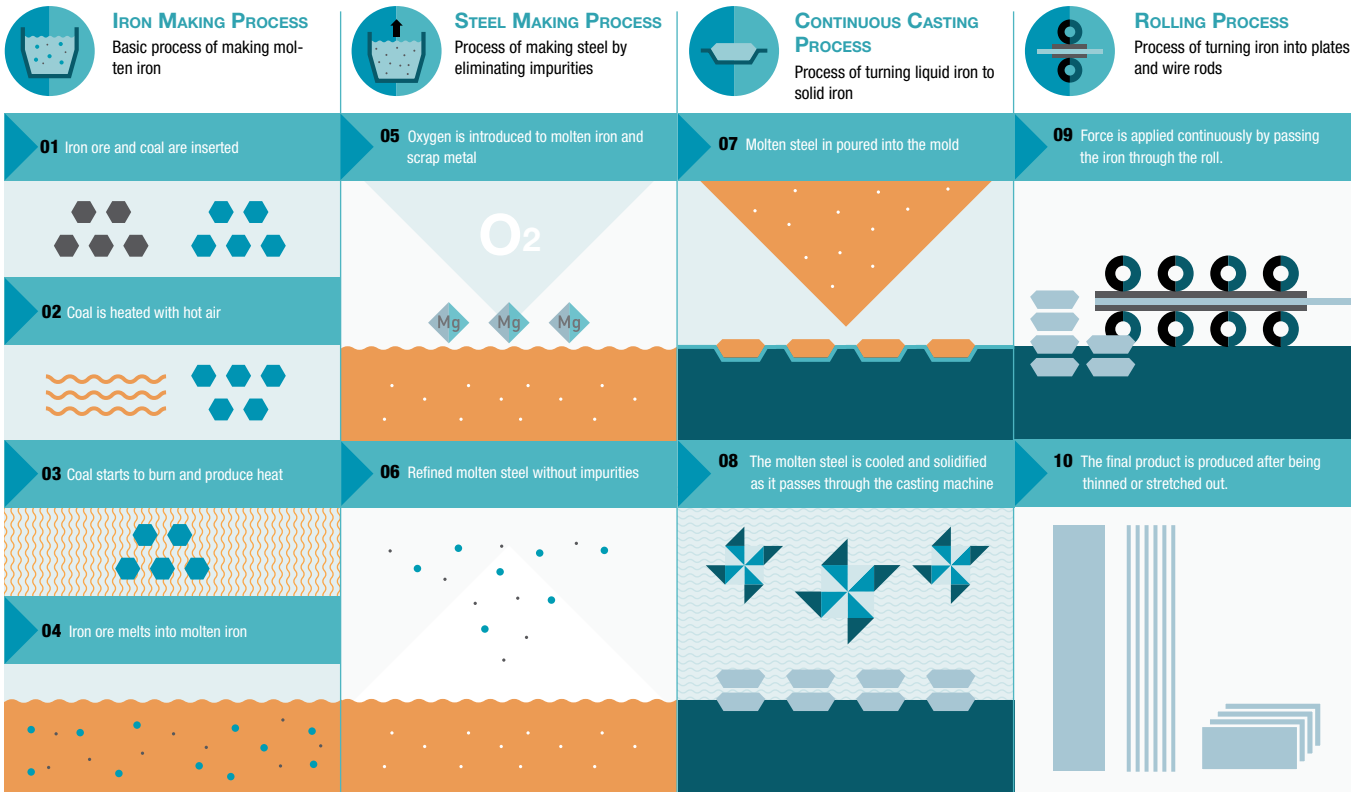 IRON MAKING PROCESS
Basic process of making mol-
ten iron
01 Iron ore and coal are inserted
02 Coal is heated with hot air
03 Coal starts to burn and produce heat
04 Iron ore melts into molten iron
STEEL MAKING PROCESS
Process of making steel by
eliminating impurities
05 Oxygen is introduced to molten iron and
scrap metal
O2
Mg Mg Mg
06 Refined molten steel without impurities
CONTINUOUS CASTING
PROCESS
Process of turning liquid iron to
solid iron
07 Molten steel in poured into the mold
08 The molten steel is cooled and solidified
as it passes through the casting machine
ROLLING PROCESS
Process of turning iron into plates
and wire rods
09 Force is applied continuously by passing
the iron through the roll.
10 The final product is produced after being
thinned or stretched out.